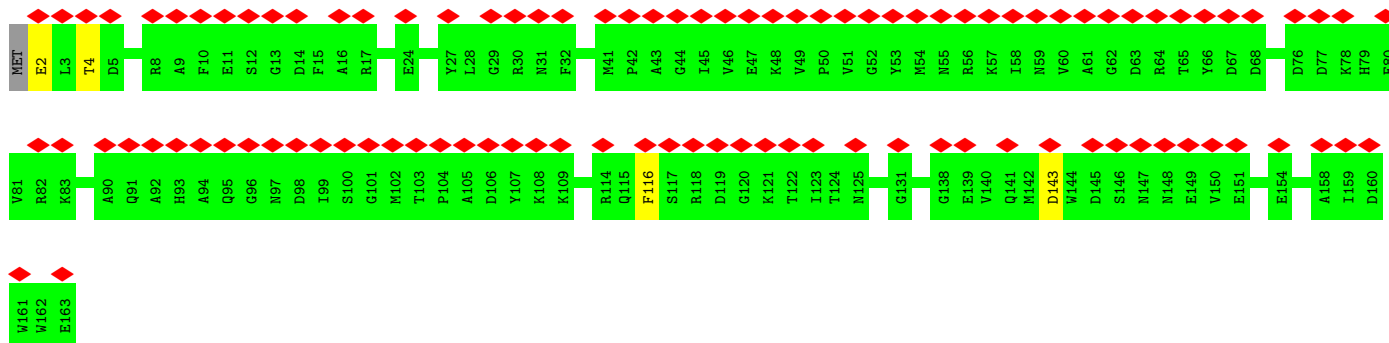 MET E2 L3 T4 D5 R8 A9 F10 E11 S12 G13 D14 F15 A16 R17 E24 Y27 L28 G29 R30 N31 F32 M41 P42 A43 G44 I45 V46 E47 K48 V49 P50 V51 G52 Y53 M54 N55 R56 K57 I58 N59 V60 A61 G62 D63 R64 T65 Y66 D67 D68 D76 D77 K78 H79
V81 R82 K83 A90 Q91 A92 H93 A94 Q95 G96 N97 D98 I99 S100 G101 M102 T103 P104 A105 D106 Y107 K108 K109 R114 Q115 F116 S117 R118 D119 G120 K121 T122 I123 T124 N125 G131 G138 E139 V140 Q141 M142 D143 W144 D145 S146 N147 N148 E149 V150 E151 E154 A158 I159 D160
W161 W162 E163